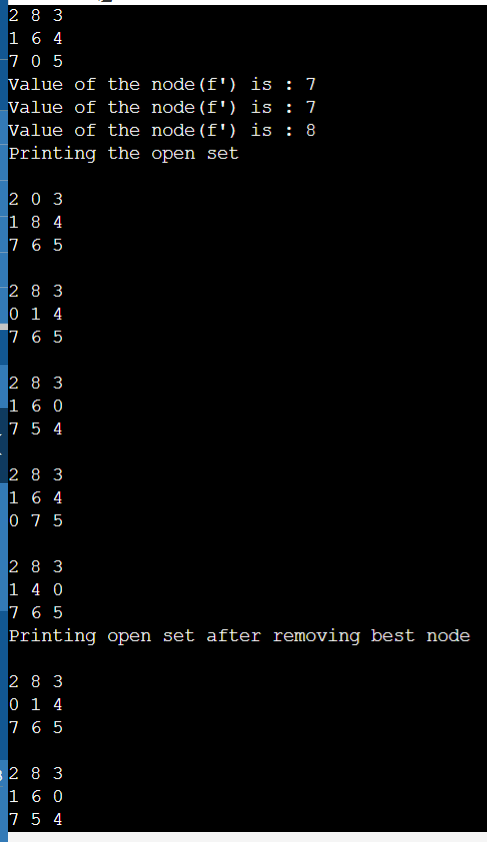 2 8 3
1 6 4
7 0 5
Value of the node(f') is : 7
Value of the node(f') is : 7
Value of the node(f') is : 8
Printing the open set
2 0 3
1 8 4
7 6 5
2 8 3
0 1 4
7 6 5
2 8 3
1 6 0
7 5 4
2 8 3
1 6 4
0 7 5
2 8 3
1 4 0
7 6 5
Printing open set after removing best node
2 8 3
0 1 4
7 6 5
2 8 3
1 6 0
7 5 4